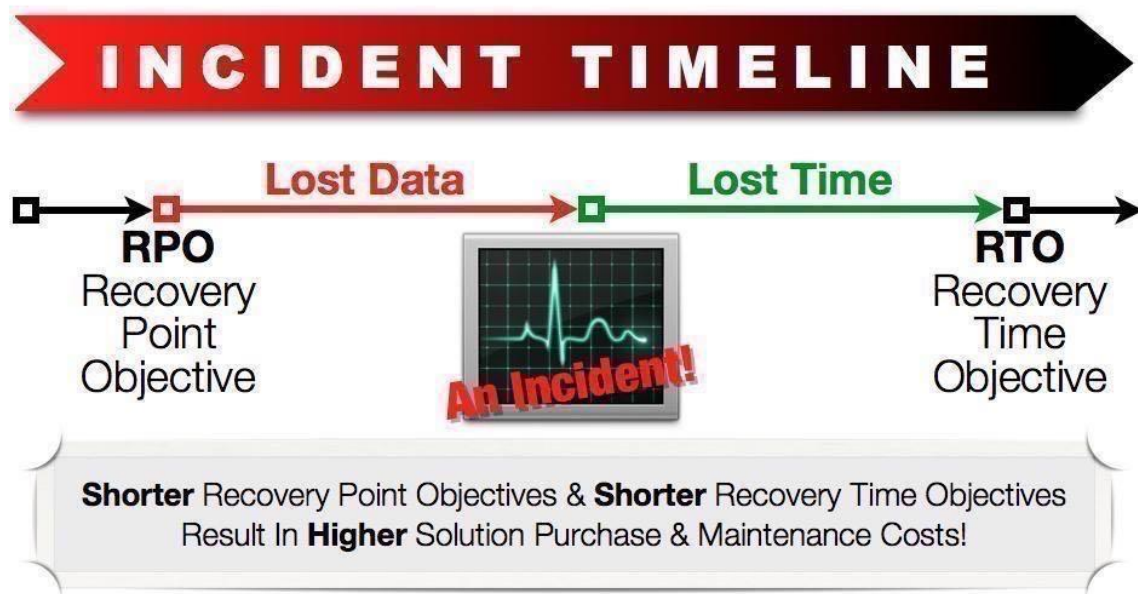 INCIDENT TIMELINE
Lost Data
Lost Time
RPO
Recovery
Point
Objective
An Incident!
RTO
Recovery
Time
Objective
Shorter Recovery Point Objectives & Shorter Recovery Time Objectives
Result In Higher Solution Purchase & Maintenance Costs!